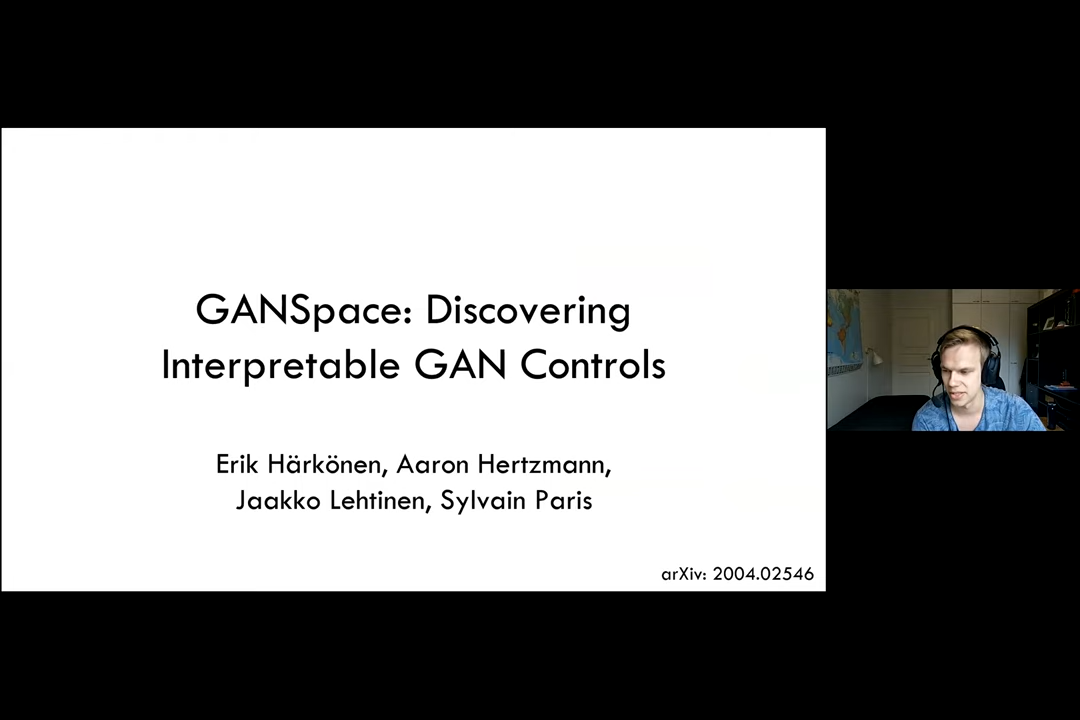 GANSpace: Discovering
Interpretable GAN Controls
Erik Härkönen, Aaron Hertzmann,
Jaakko Lehtinen, Sylvain Paris
arXiv: 2004.02546